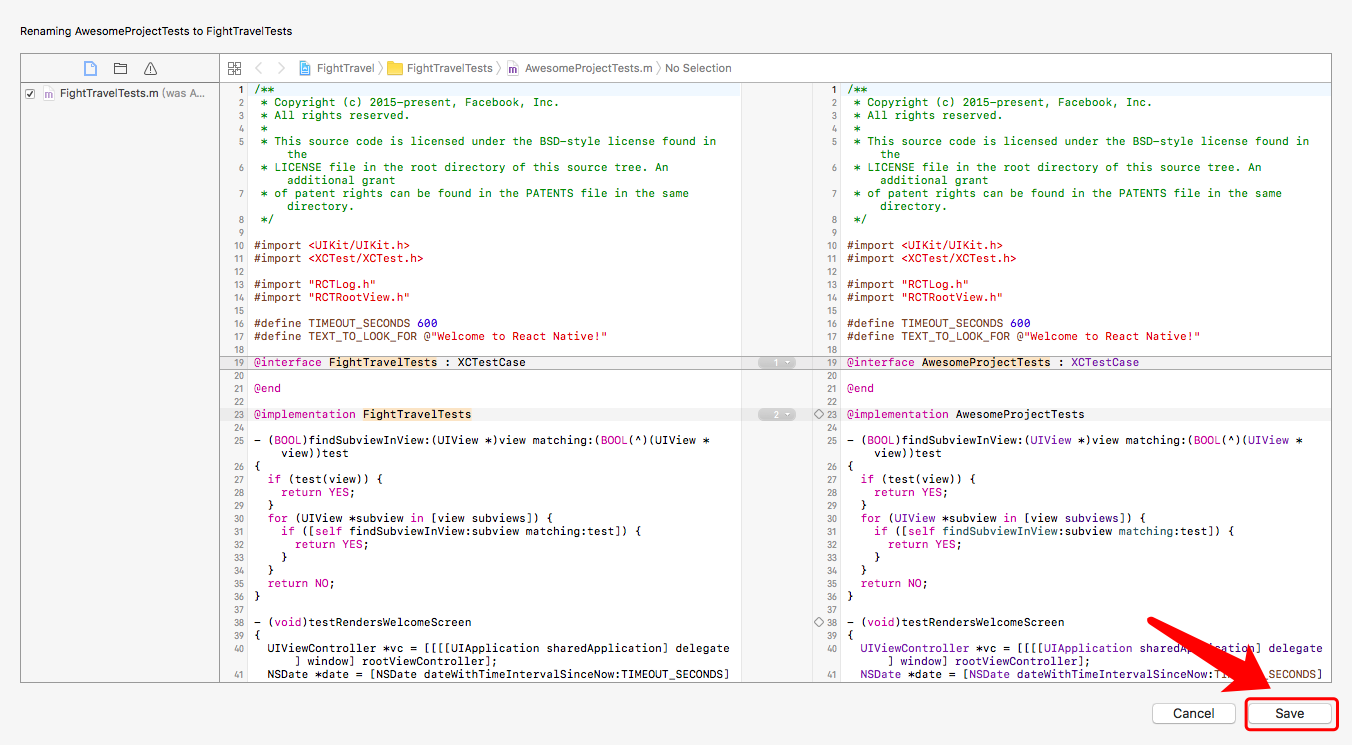 Renaming AwesomeProjectTests to FightTravelTests
FightTravel FightTravelTests AwesomeProjectTests.m No Selection
FightTravelTests.m (was A...
1 /**
2 * Copyright (c) 2015-present, Facebook, Inc.
3 * All rights reserved.
4 *
5 * This source code is licensed under the BSD-style license found in
the
6 * LICENSE file in the root directory of this source tree. An
additional grant
7 * of patent rights can be found in the PATENTS file in the same
directory.
8 */
9
10 #import <UIKit/UIKit.h>
11 #import <XCTest/XCTest.h>
12
13 #import "RCTLog.h"
14 #import "RCTRootView.h"
15
16 #define TIMEOUT_SECONDS 600
17 #define TEXT_TO_LOOK_FOR @"Welcome to React Native!"
18
19 @interface FightTravelTests : XCTestCase
20
21 @end
22
23 @implementation FightTravelTests
24
25 - (BOOL)findSubviewInView:(UIView *)view matching:(BOOL(^)(UIView *
view))test
26 {
27 if (test(view)) {
28 return YES;
29 }
30 for (UIView *subview in [view subviews]) {
31 if ([self findSubviewInView:subview matching:test]) {
32 return YES;
33 }
34 }
35 return NO;
36 }
37
38 - (void)testRendersWelcomeScreen
39 {
40 UIViewController *vc = [[[[UIApplication sharedApplication] delegate
] window] rootViewController];
41 NSDate *date = [NSDate dateWithTimeIntervalSinceNow:TIMEOUT_SECONDS]
1
2
1 /**
2 * Copyright (c) 2015-present, Facebook, Inc.
3 * All rights reserved.
4 *
5 * This source code is licensed under the BSD-style license found in
the
6 * LICENSE file in the root directory of this source tree. An
additional grant
7 * of patent rights can be found in the PATENTS file in the same
directory.
8 */
9
10 #import <UIKit/UIKit.h>
11 #import <XCTest/XCTest.h>
12
13 #import "RCTLog.h"
14 #import "RCTRootView.h"
15
16 #define TIMEOUT_SECONDS 600
17 #define TEXT_TO_LOOK_FOR @"Welcome to React Native!"
18
19 @interface AwesomeProjectTests : XCTestCase
20
21 @end
22
23 @implementation AwesomeProjectTests
24
25 - (BOOL)findSubviewInView:(UIView *)view matching:(BOOL(^)(UIView *
view))test
26 {
27 if (test(view)) {
28 return YES;
29 }
30 for (UIView *subview in [view subviews]) {
31 if ([self findSubviewInView:subview matching:test]) {
32 return YES;
33 }
34 }
35 return NO;
36 }
37
38 - (void)testRendersWelcomeScreen
39 {
40 UIViewController *vc = [[[[UIApplication sharedApplication] delegate
] window] rootViewController];
41 NSDate *date = [NSDate dateWithTimeIntervalSinceNow:TIMEOUT_SECONDS]
Cancel Save